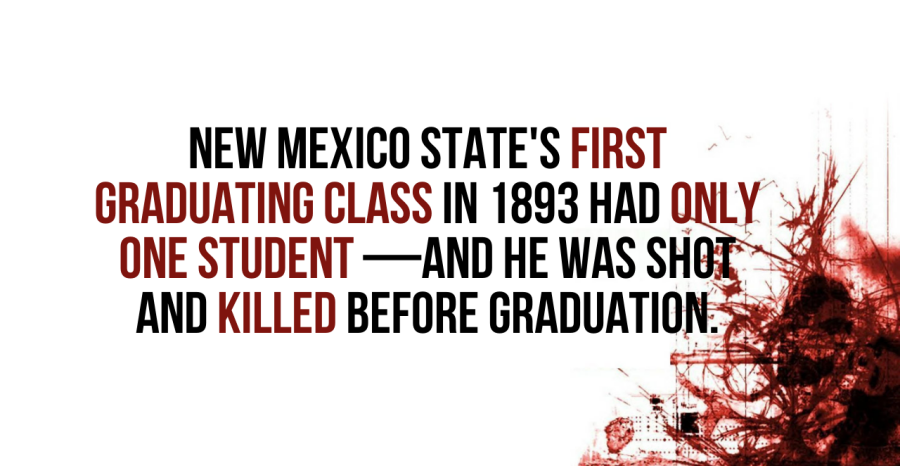 NEW MEXICO STATE'S FIRST
GRADUATING CLASS IN 1893 HAD ONLY
ONE STUDENT —AND HE WAS SHOT
AND KILLED BEFORE GRADUATION.